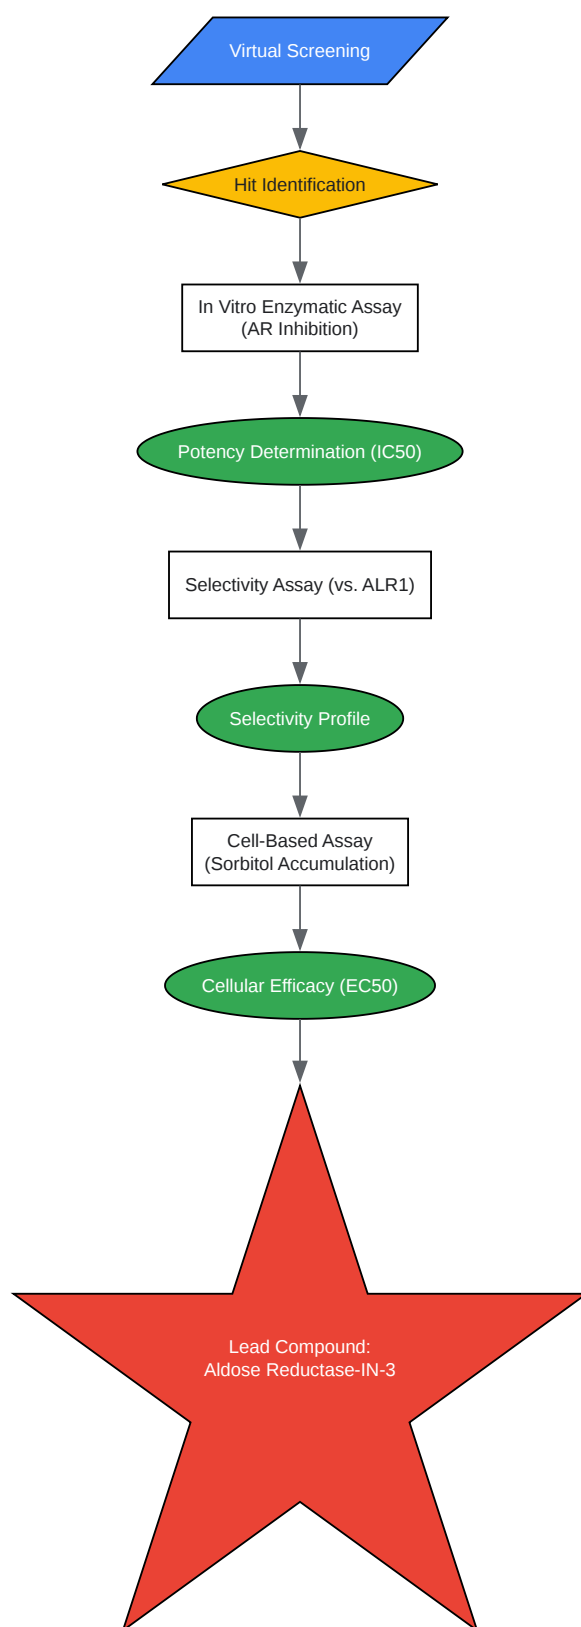 Virtual Screening
Hit Identification
In Vitro Enzymatic Assay
(AR Inhibition)
Potency Determination (IC50)
Selectivity Assay (vs. ALR1)
Selectivity Profile
Cell-Based Assay
(Sorbitol Accumulation)
Cellular Efficacy (EC50)
Lead Compound:
Aldose Reductase-IN-3